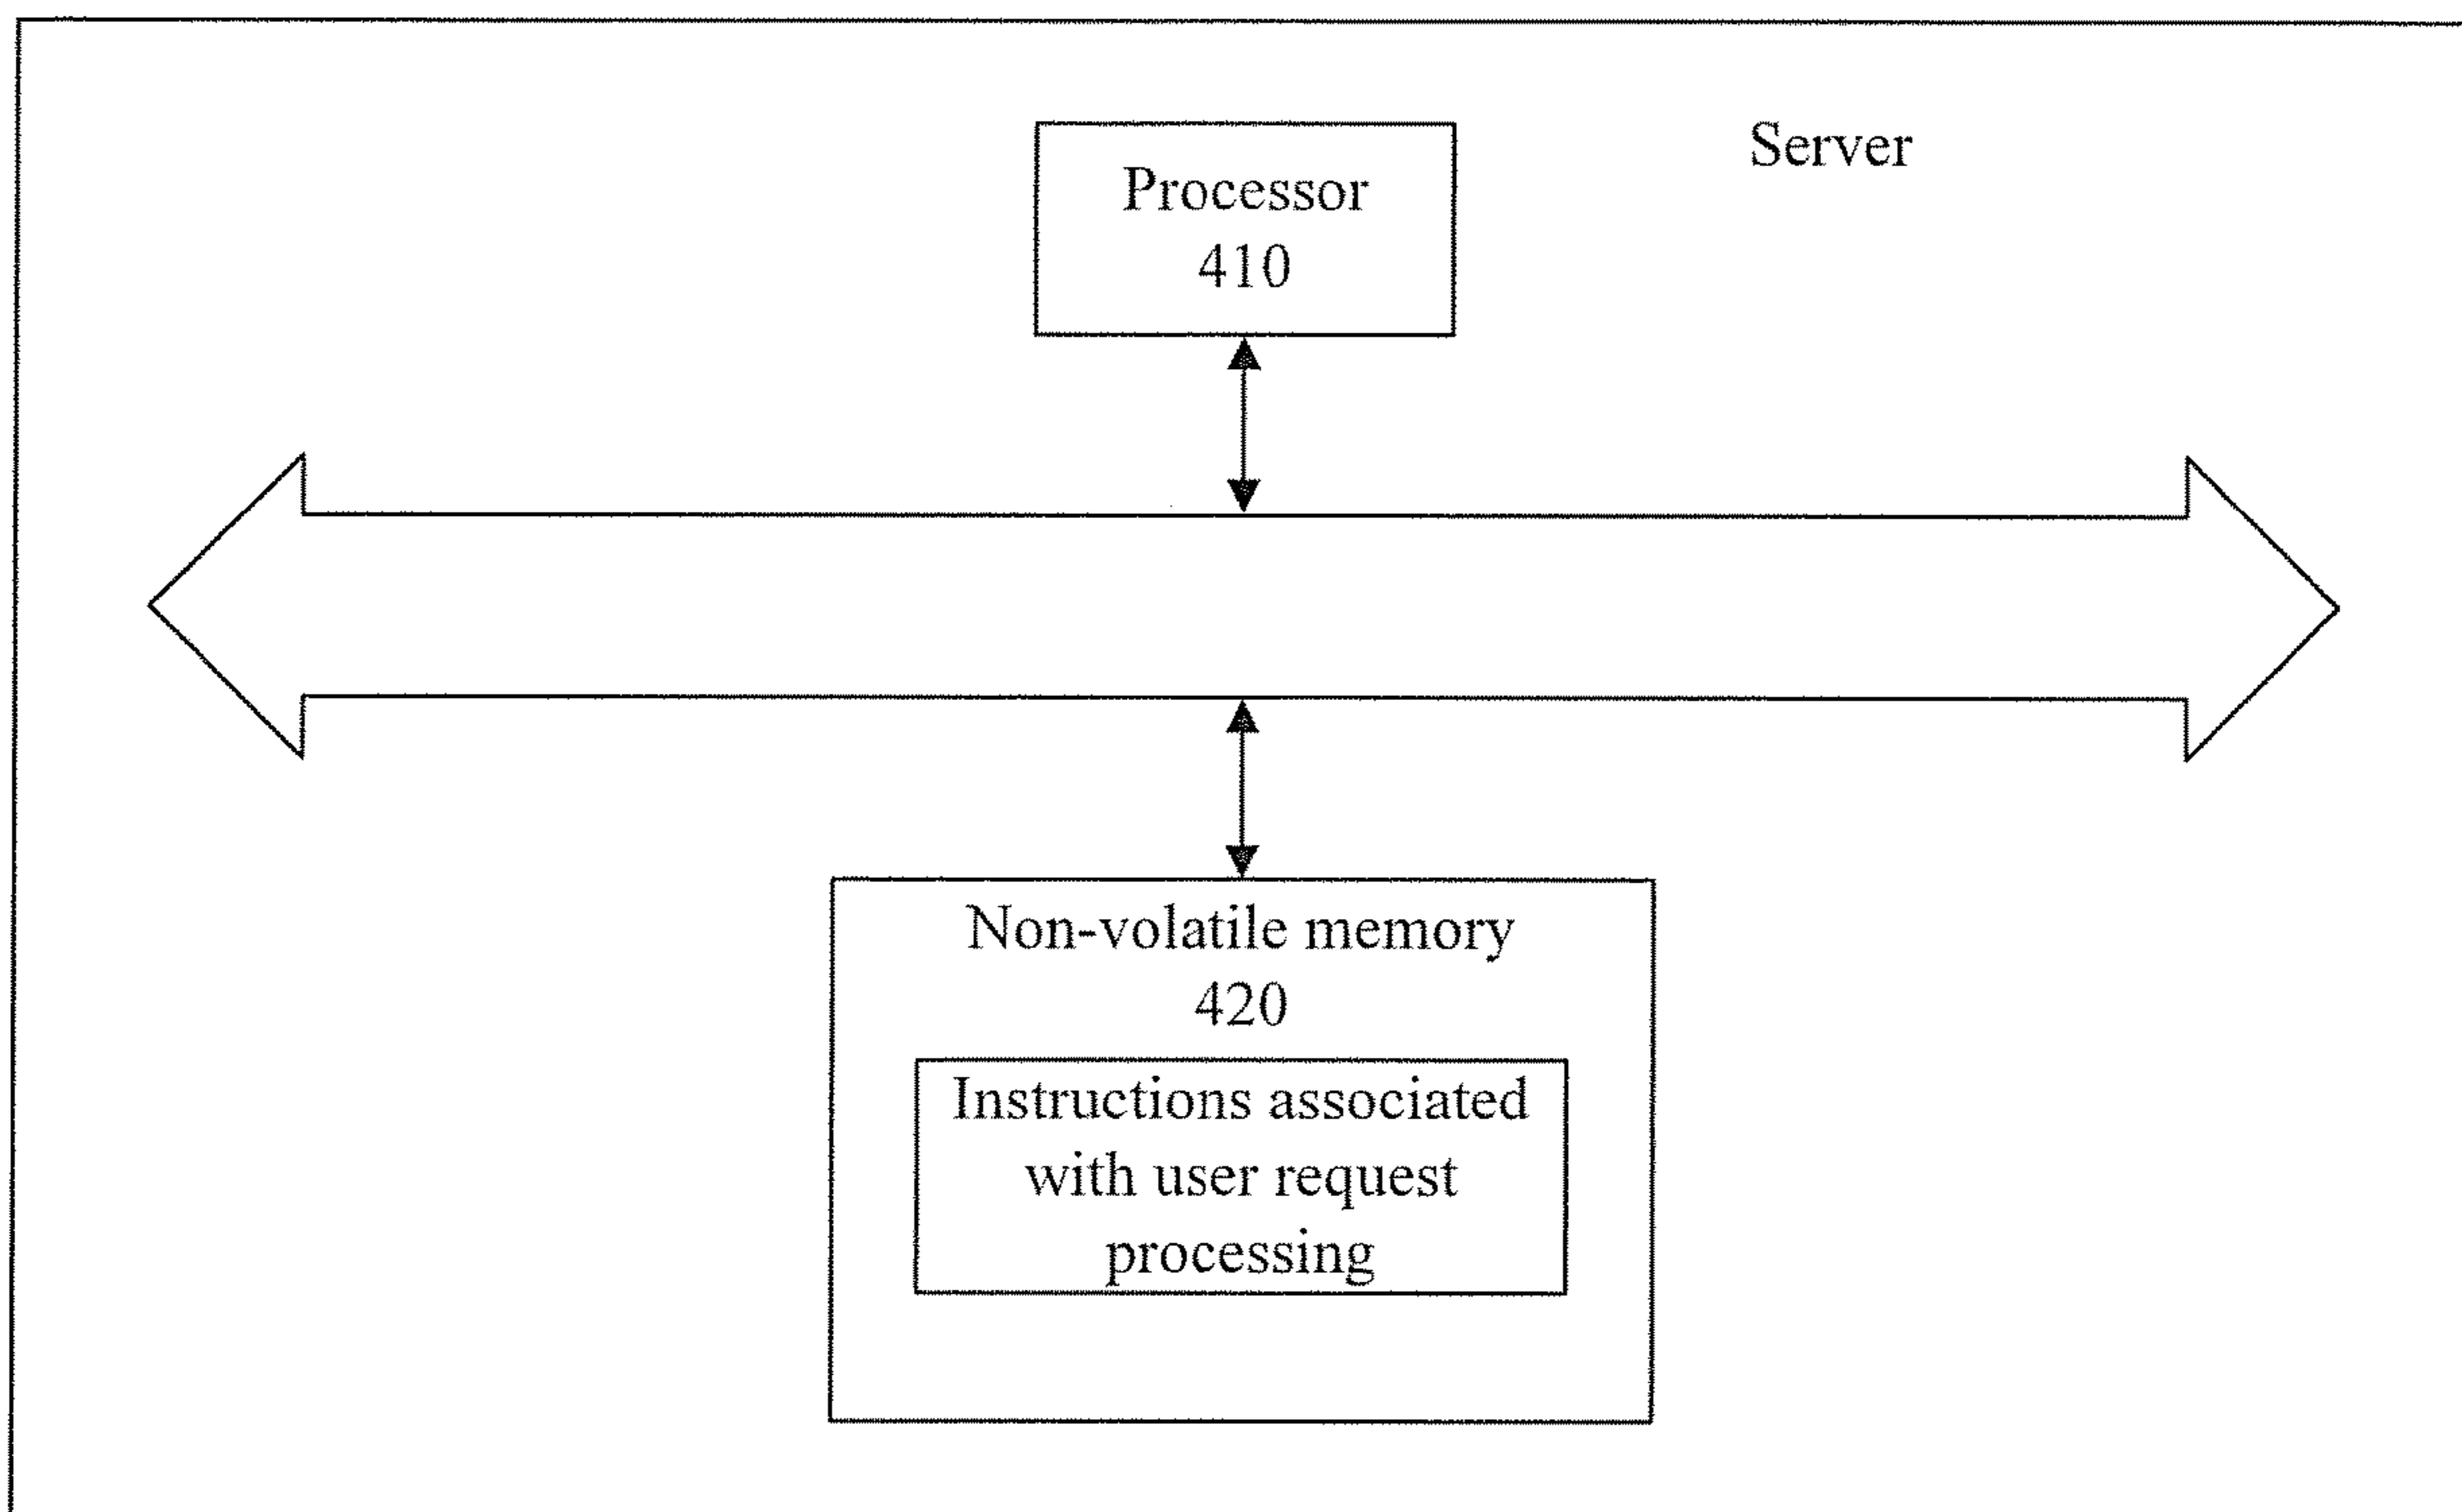 Server
Processor
410
Non-volatile memory
420
Instructions associated
with user request
processing